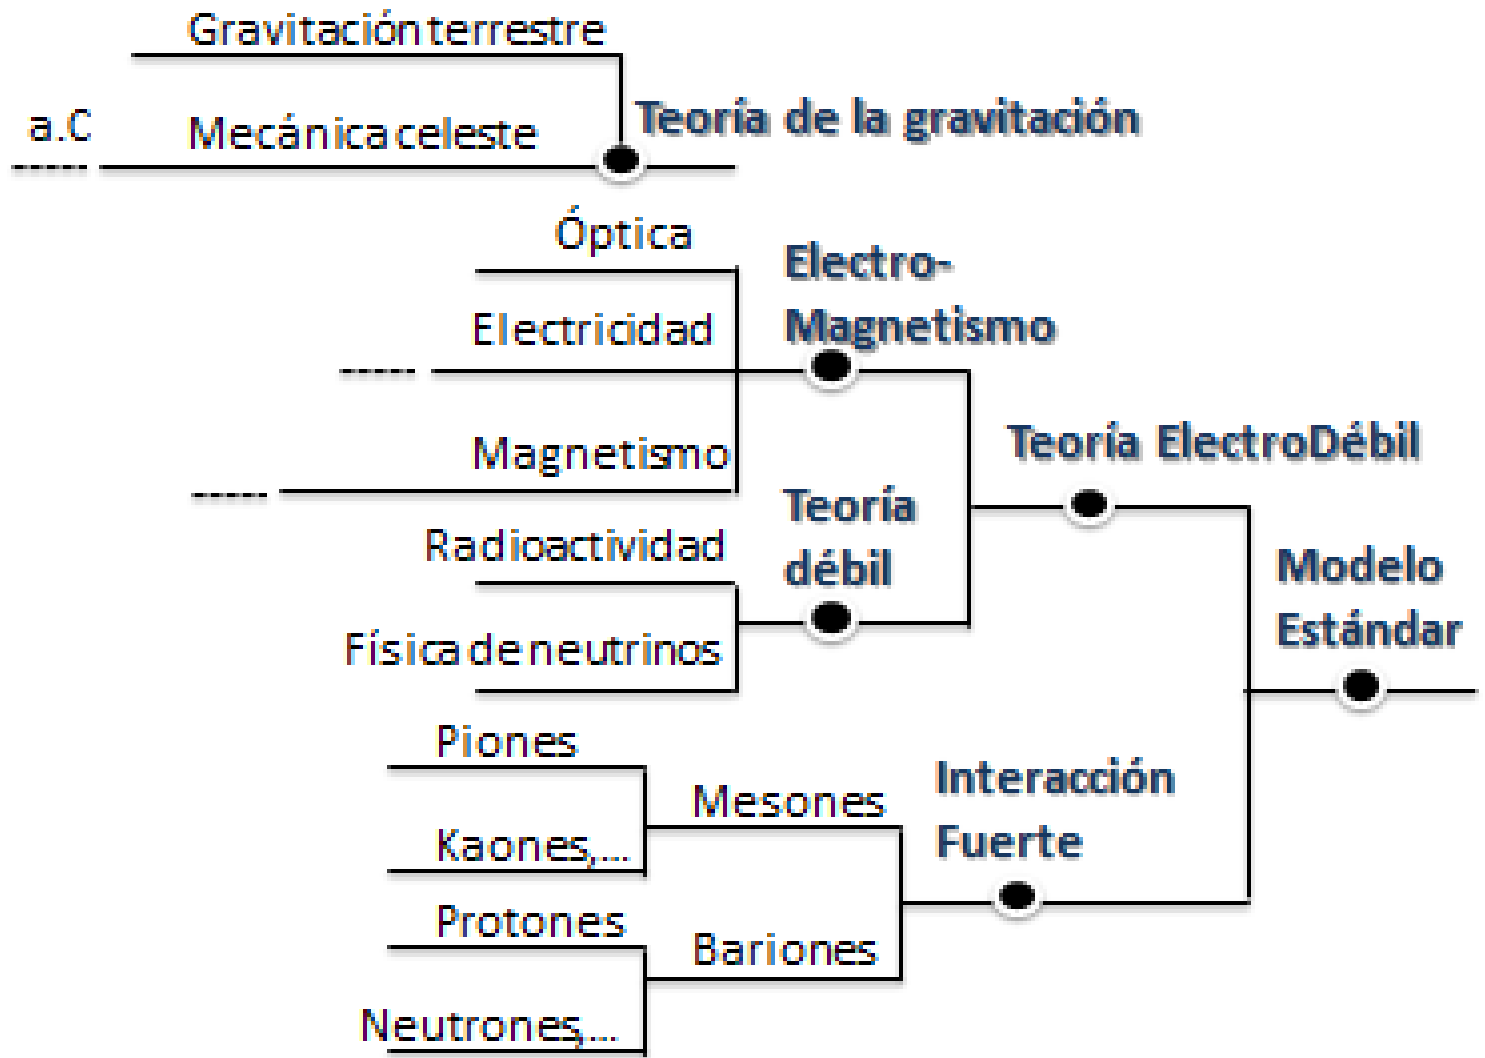 Gravitación terrestre
a.C
Mecánica celeste
Teoría de la gravitación
Óptica
Electro-
Magnetismo
Electricidad
Magnetismo
Teoría ElectroDébil
Teoría
débil
Radioactividad
Física de neutrinos
Modelo
Estándar
Piones
Kaones,...
Mesones
Interacción
Fuerte
Protones
Bariones
Neutrones,...